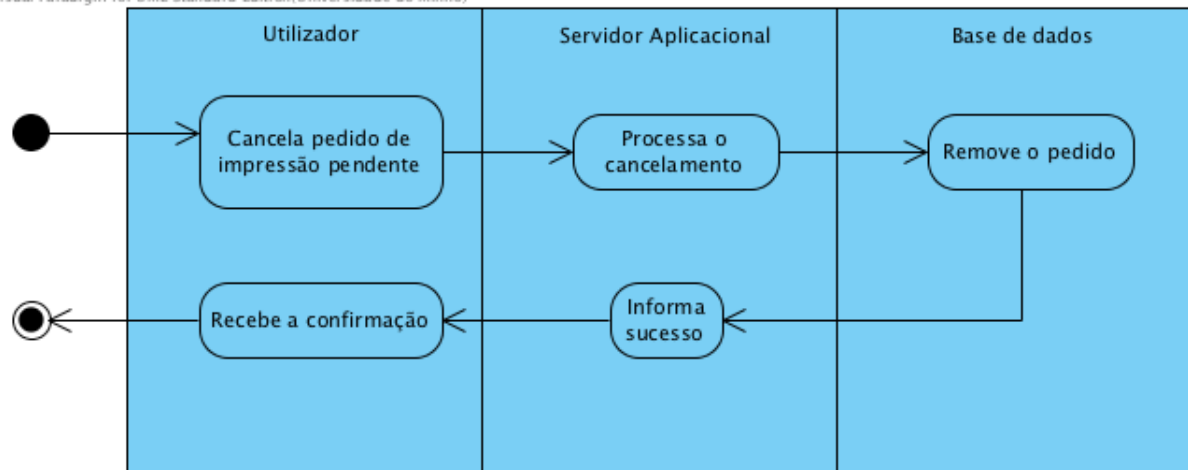 Utilizador
Servidor Aplicacional
Base de dados
Cancela pedido de
impressão pendente
Processa o
cancelamento
Remove o pedido
Recebe a confirmação
Informa
sucesso